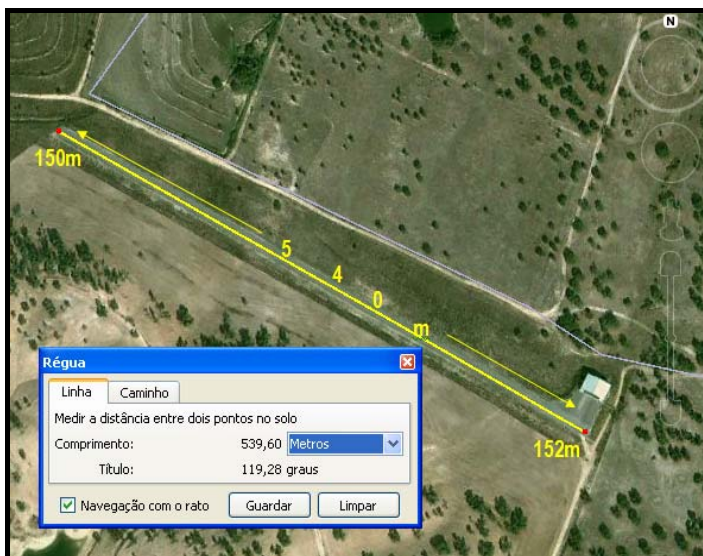 N
150m
5
4
0
m
152m
Régua
Linha Caminho
Medir a distância entre dois pontos no solo
Comprimento: 539,60 Metros
Título: 119,28 graus
Navegação com o rato Guardar Limpar